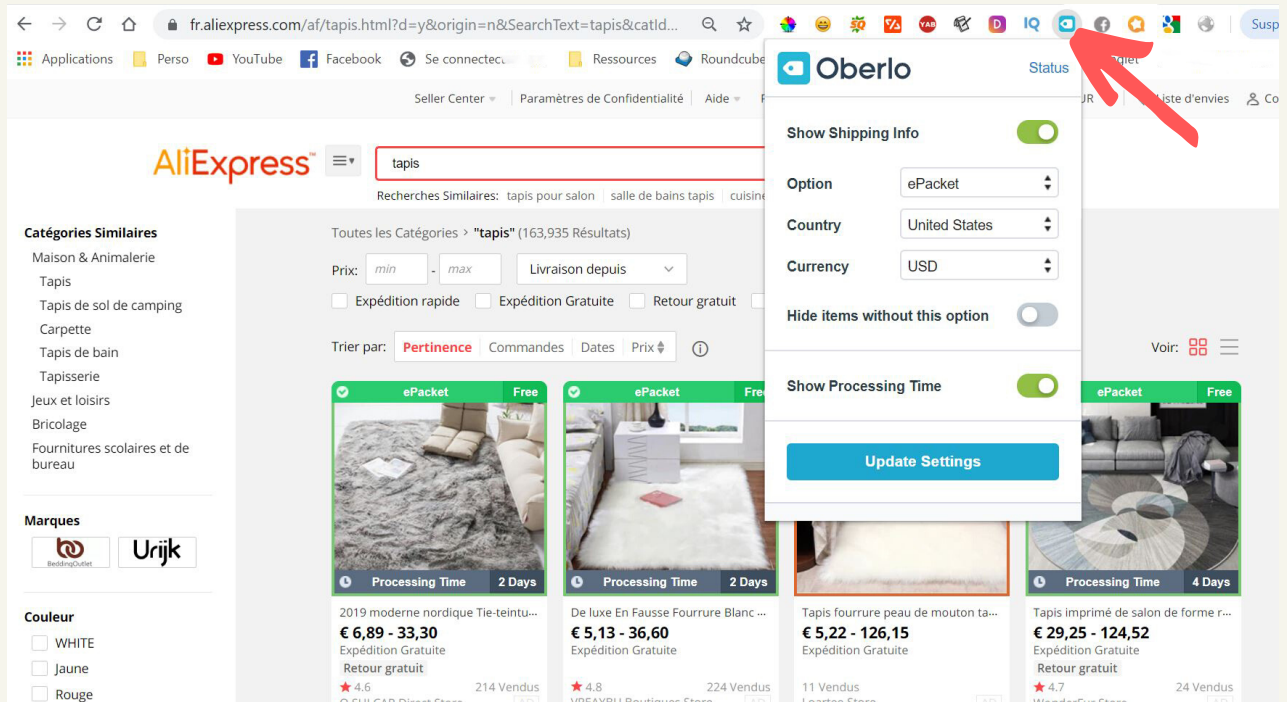 fr.aliexpress.com/af/tapis.html?d=y&origin=n&SearchText=tapis&catId...
YAB D IQ Susp
Applications Perso YouTube Facebook Se connecter Ressources Roundcube
Oberlo Status
Show Shipping Info
Option ePacket
Country United States
Currency USD
Hide items without this option
Show Processing Time
Update Settings
Seller Center Paramètres de Confidentialité Aide
Liste d'envies Co
AliExpress
tapis
Recherches Similaires: tapis pour salon salle de bains tapis cuisine
Catégories Similaires
Maison & Animalerie
Tapis
Tapis de sol de camping
Carpette
Tapis de bain
Tapisserie
Jeux et loisirs
Bricolage
Fournitures scolaires et de
bureau
Marques
BeddingOutlet Urijk
Couleur
WHITE
Jaune
Rouge
Toutes les Catégories > "tapis" (163,935 Résultats)
Prix: min - max Livraison depuis
Expédition rapide Expédition Gratuite Retour gratuit
Trier par: Pertinence Commandes Dates Prix
Voir:
ePacket Free
Processing Time 2 Days
2019 moderne nordique Tie-teintu...
€ 6,89 - 33,30
Expédition Gratuite
Retour gratuit
4.6 214 Vendus
ePacket Free
Processing Time 2 Days
De luxe En Fausse Fourrure Blanc ...
€ 5,13 - 36,60
Expédition Gratuite
4.8 224 Vendus
Tapis fourrure peau de mouton ta...
€ 5,22 - 126,15
Expédition Gratuite
11 Vendus
ePacket Free
Processing Time 4 Days
Tapis imprimé de salon de forme r...
€ 29,25 - 124,52
Expédition Gratuite
Retour gratuit
4.7 24 Vendus